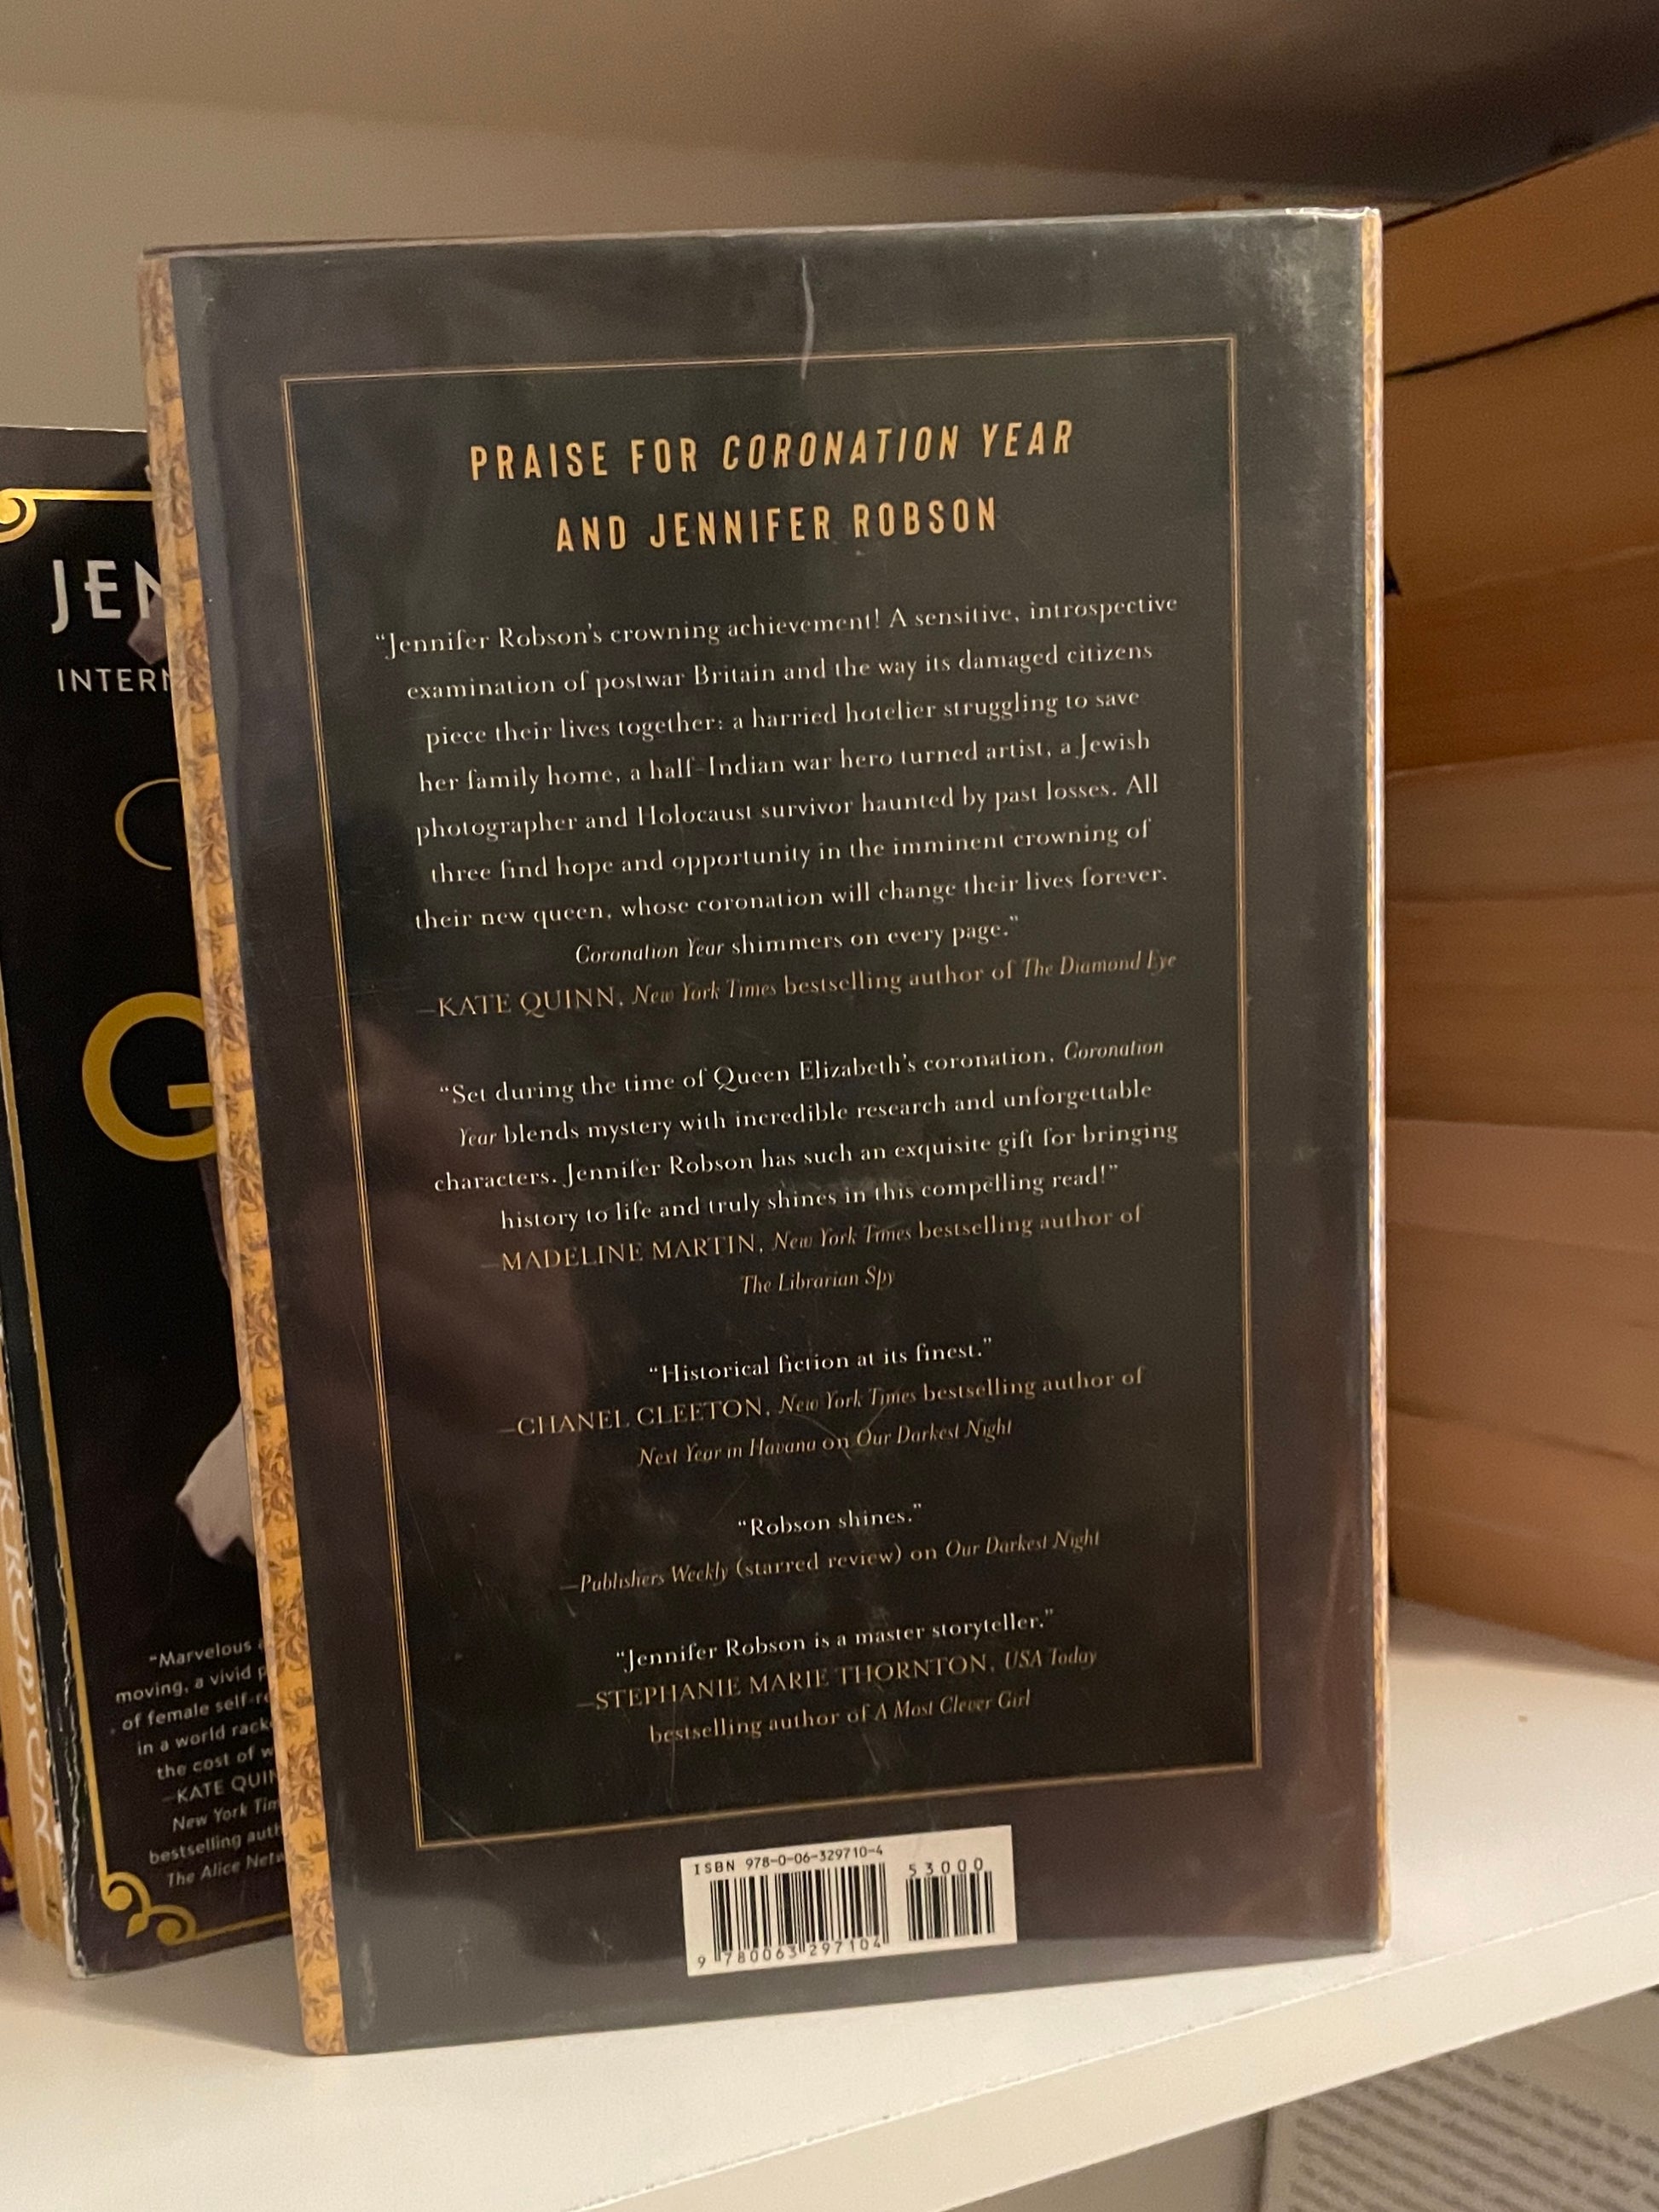 PRAISE FOR CORONATION YEAR
AND JENNIFER ROBSON
“Jennifer Robson’s crowning achievement! A sensitive, introspective
examination of postwar Britain and the way its damaged citizens
piece their lives together: a harried hotelier struggling to save
her family home, a half-Indian war hero turned artist, a Jewish
photographer and Holocaust survivor haunted by past losses. All
three find hope and opportunity in the imminent crowning of
their new queen, whose coronation will change their lives forever.
Coronation Year shimmers on every page.”
—KATE QUINN, New York Times bestselling author of The Diamond Eye
“Set during the time of Queen Elizabeth’s coronation, Coronation
Year blends mystery with incredible research and unforgettable
characters. Jennifer Robson has such an exquisite gift for bringing
history to life and truly shines in this compelling read!”
—MADELINE MARTIN, New York Times bestselling author of
The Librarian Spy
“Historical fiction at its finest.”
—CHANEL CLEETON, New York Times bestselling author of
Next Year in Havana on Our Darkest Night
“Robson shines.”
—Publishers Weekly (starred review) on Our Darkest Night
“Jennifer Robson is a master storyteller.”
—STEPHANIE MARIE THORNTON, USA Today
bestselling author of A Most Clever Girl
ISBN 978-0-06-329710-4
53000
9 780063 297104
JEN
INTERN
G
“Marvelous
moving, a vivid
of female self-r
in a world rack
the cost of w
—KATE QUIN
New York Tim
bestselling auth
The Alice Netw